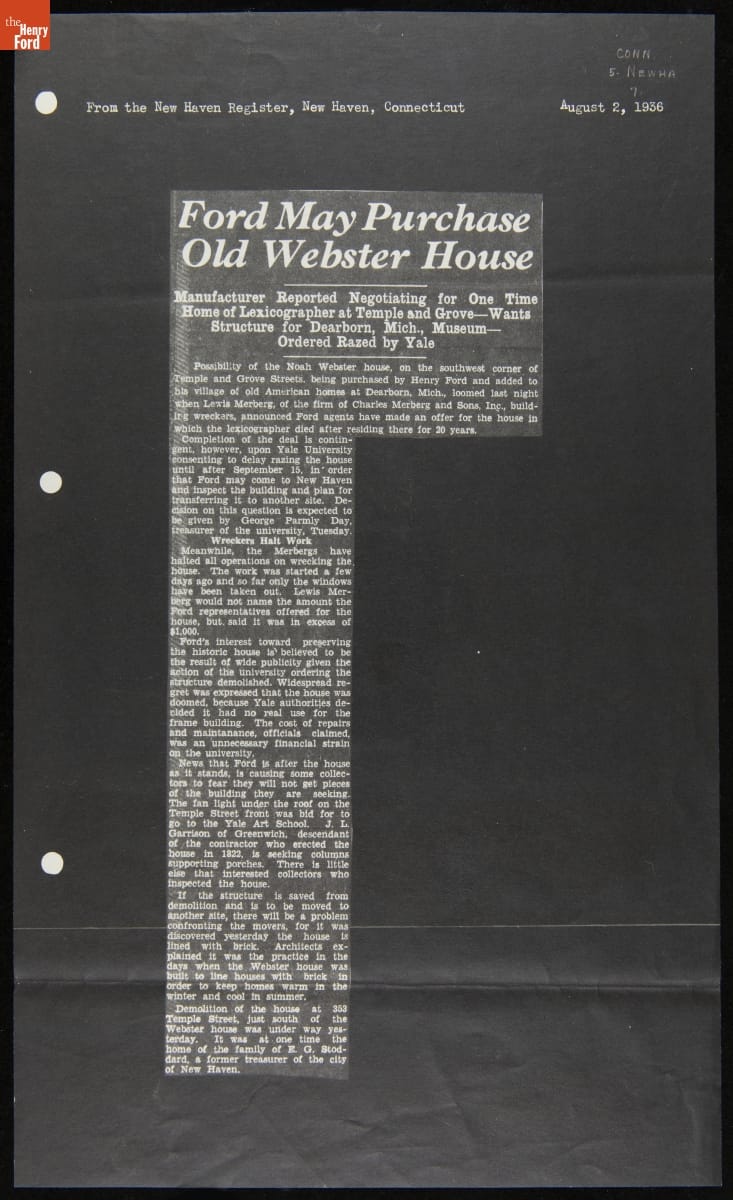 the
Henry
Ford
CONN.
5. NEWHA
7.
From the New Haven Register, New Haven, Connecticut
August 2, 1936
Ford May Purchase
Old Webster House
Manufacturer Reported Negotiating for One Time
Home of Lexicographer at Temple and Grove—Wants
Structure for Dearborn, Mich., Museum—
Ordered Razed by Yale
Possibility of the Noah Webster house, on the southwest corner of
Temple and Grove Streets, being purchased by Henry Ford and added to
his village of old American homes at Dearborn, Mich., loomed last night
when Lewis Merberg, of the firm of Charles Merberg and Sons, Inc., build-
ing wreckers, announced Ford agents have made an offer for the house in
which the lexicographer died after residing there for 20 years.
Completion of the deal is contin-
gent, however, upon Yale University
consenting to delay razing the house
until after September 15, in order
that Ford may come to New Haven
and inspect the building and plan for
transferring it to another site. De-
cision on this question is expected to
be given by George Parmly Day,
treasurer of the university, Tuesday.
Wreckers Halt Work
Meanwhile, the Merbergs have
halted all operations on wrecking the
house. The work was started a few
days ago and so far only the windows
have been taken out. Lewis Mer-
berg would not name the amount the
Ford representatives offered for the
house, but said it was in excess of
$1,000.
Ford's interest toward preserving
the historic house is believed to be
the result of wide publicity given the
action of the university ordering the
structure demolished. Widespread re-
gret was expressed that the house was
doomed, because Yale authorities de-
cided it had no real use for the
frame building. The cost of repairs
and maintanance, officials claimed,
was an unnecessary financial strain
on the university.
News that Ford is after the house
as it stands, is causing some collec-
tors to fear they will not get pieces
of the building they are seeking.
The fan light under the roof on the
Temple Street front was bid for to
go to the Yale Art School. J. L.
Garrison of Greenwich, descendant
of the contractor who erected the
house in 1822, is seeking columns
supporting porches. There is little
else that interested collectors who
inspected the house.
If the structure is saved from
demolition and is to be moved to
another site, there will be a problem
confronting the movers, for it was
discovered yesterday the house is
lined with brick. Architects ex-
plained it was the practice in the
days when the Webster house was
built to line houses with brick in
order to keep homes warm in the
winter and cool in summer.
Demolition of the house at 353
Temple Street, just south of the
Webster house was under way yes-
terday. It was at one time the
home of the family of E. G. Stod-
dard, a former treasurer of the city
of New Haven.